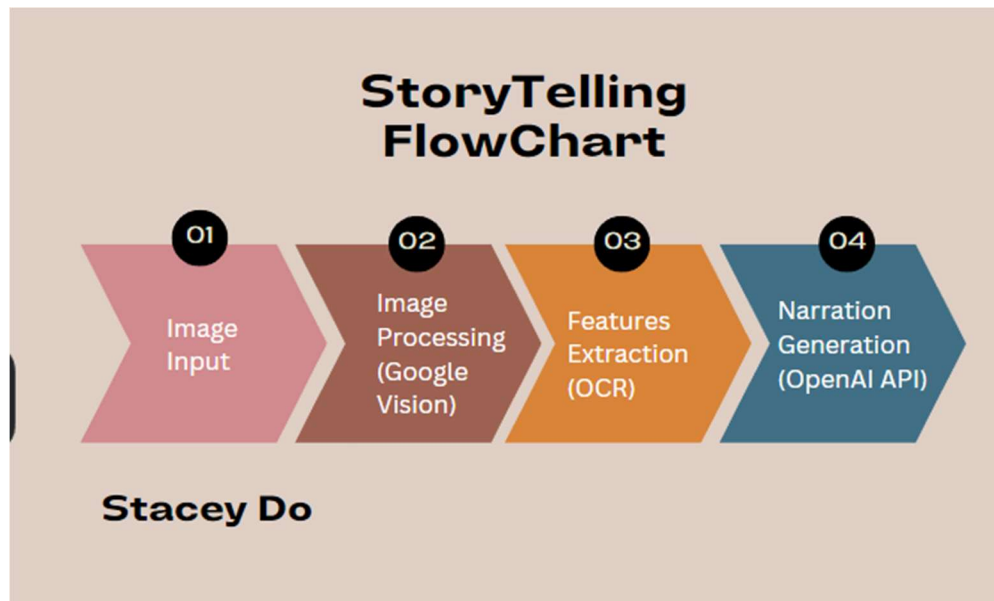 StoryTelling
FlowChart
01
Image
Input
02
Image
Processing
(Google
Vision)
03
Features
Extraction
(OCR)
04
Narration
Generation
(OpenAI API)
Stacey Do